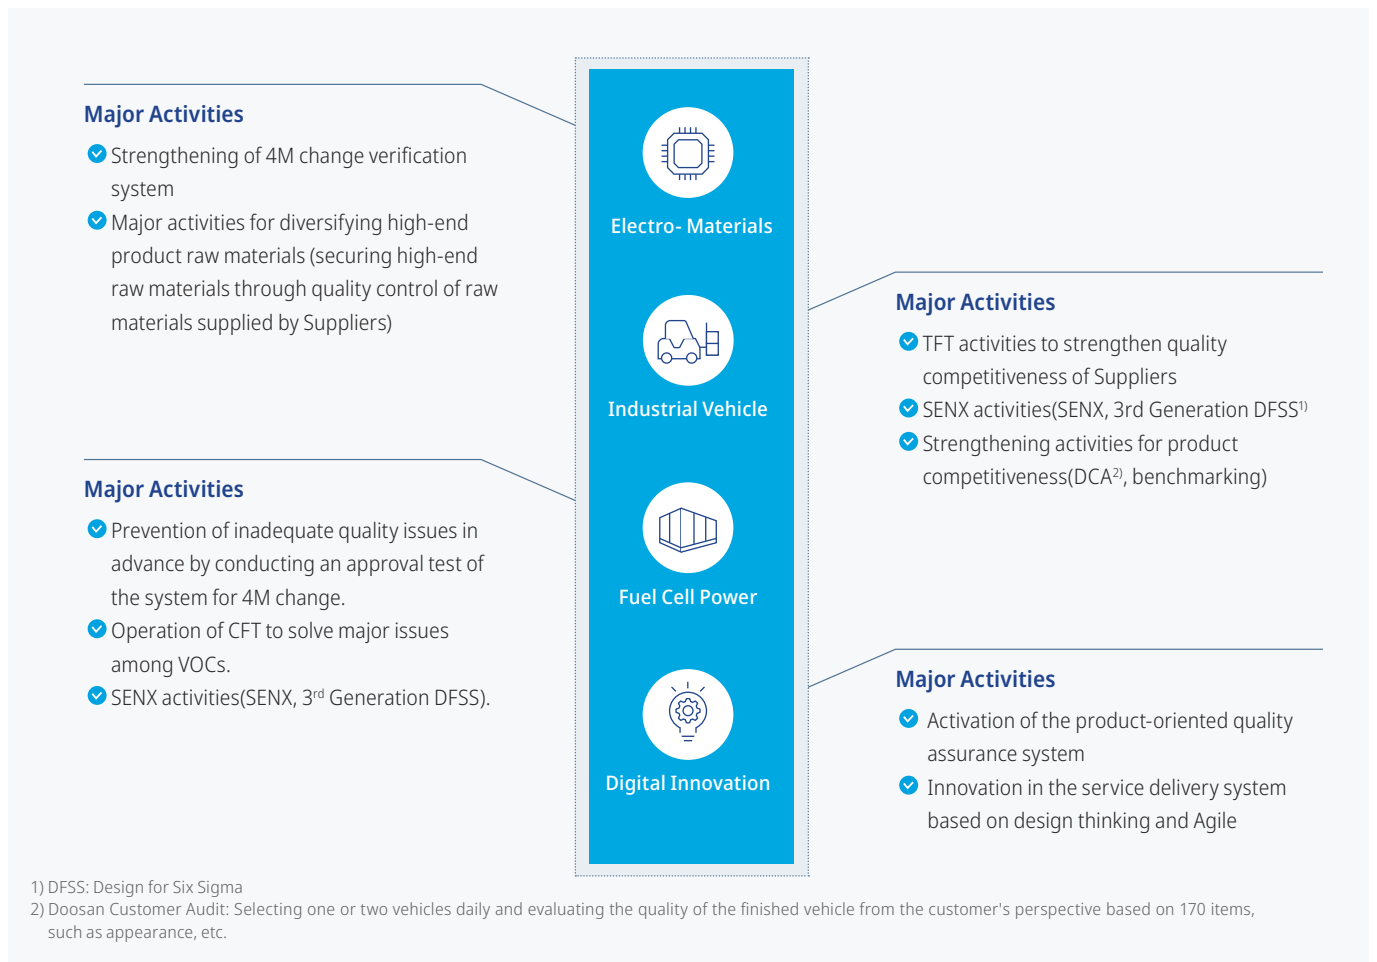 Major Activities
Strengthening of 4M change verification
system
Major activities for diversifying high-end
product raw materials (securing high-end
raw materials through quality control of raw
materials supplied by Suppliers)
Electro- Materials
Major Activities
TFT activities to strengthen quality
competitiveness of Suppliers
SENX activities(SENX, 3rd Generation DFSS1)
Strengthening activities for product
competitiveness(DCA2), benchmarking)
Industrial Vehicle
Major Activities
Prevention of inadequate quality issues in
advance by conducting an approval test of
the system for 4M change.
Operation of CFT to solve major issues
among VOCs.
SENX activities(SENX, 3rd Generation DFSS).
Fuel Cell Power
Major Activities
Activation of the product-oriented quality
assurance system
Innovation in the service delivery system
based on design thinking and Agile
Digital Innovation
1) DFSS: Design for Six Sigma
2) Doosan Customer Audit: Selecting one or two vehicles daily and evaluating the quality of the finished vehicle from the customer's perspective based on 170 items,
such as appearance, etc.